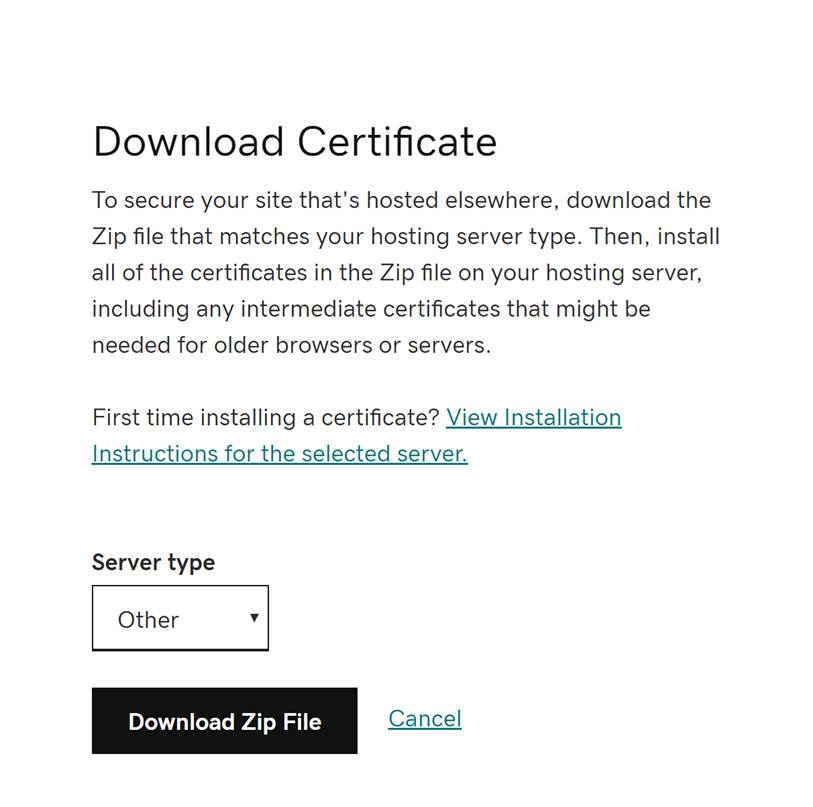 Download Certificate
To secure your site that's hosted elsewhere, download the
Zip file that matches your hosting server type. Then, install
all of the certificates in the Zip file on your hosting server,
including any intermediate certificates that might be
needed for older browsers or servers.
First time installing a certificate? View Installation
Instructions for the selected server.
Server type
Other
Download Zip File Cancel